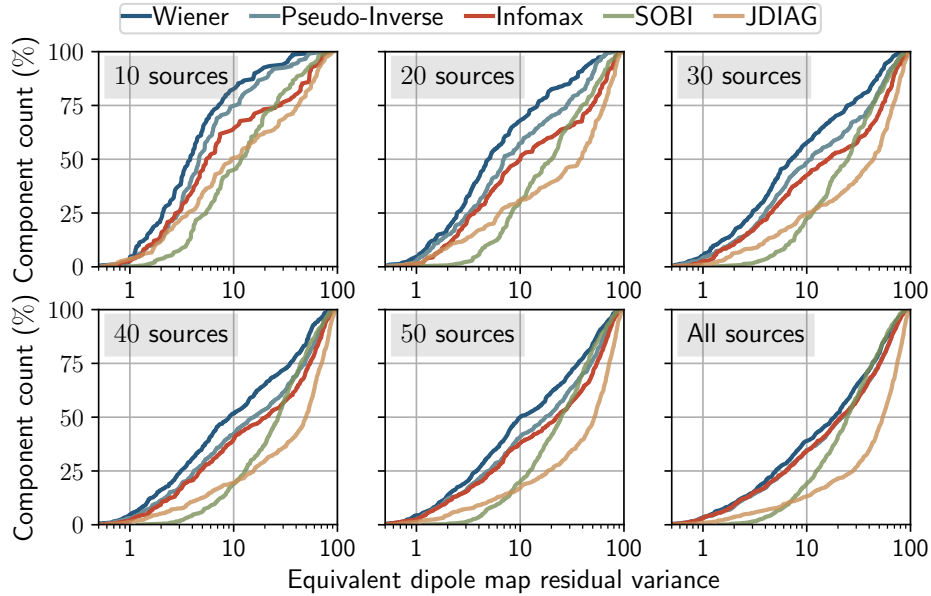 Wiener Pseudo-Inverse Infomax SOBI JDIAG
Component count (%)
100
75
50
25
0
10 sources
1 10 100
20 sources
1 10 100
30 sources
1 10 100
Component count (%)
100
75
50
25
0
40 sources
1 10 100
50 sources
1 10 100
All sources
1 10 100
Equivalent dipole map residual variance